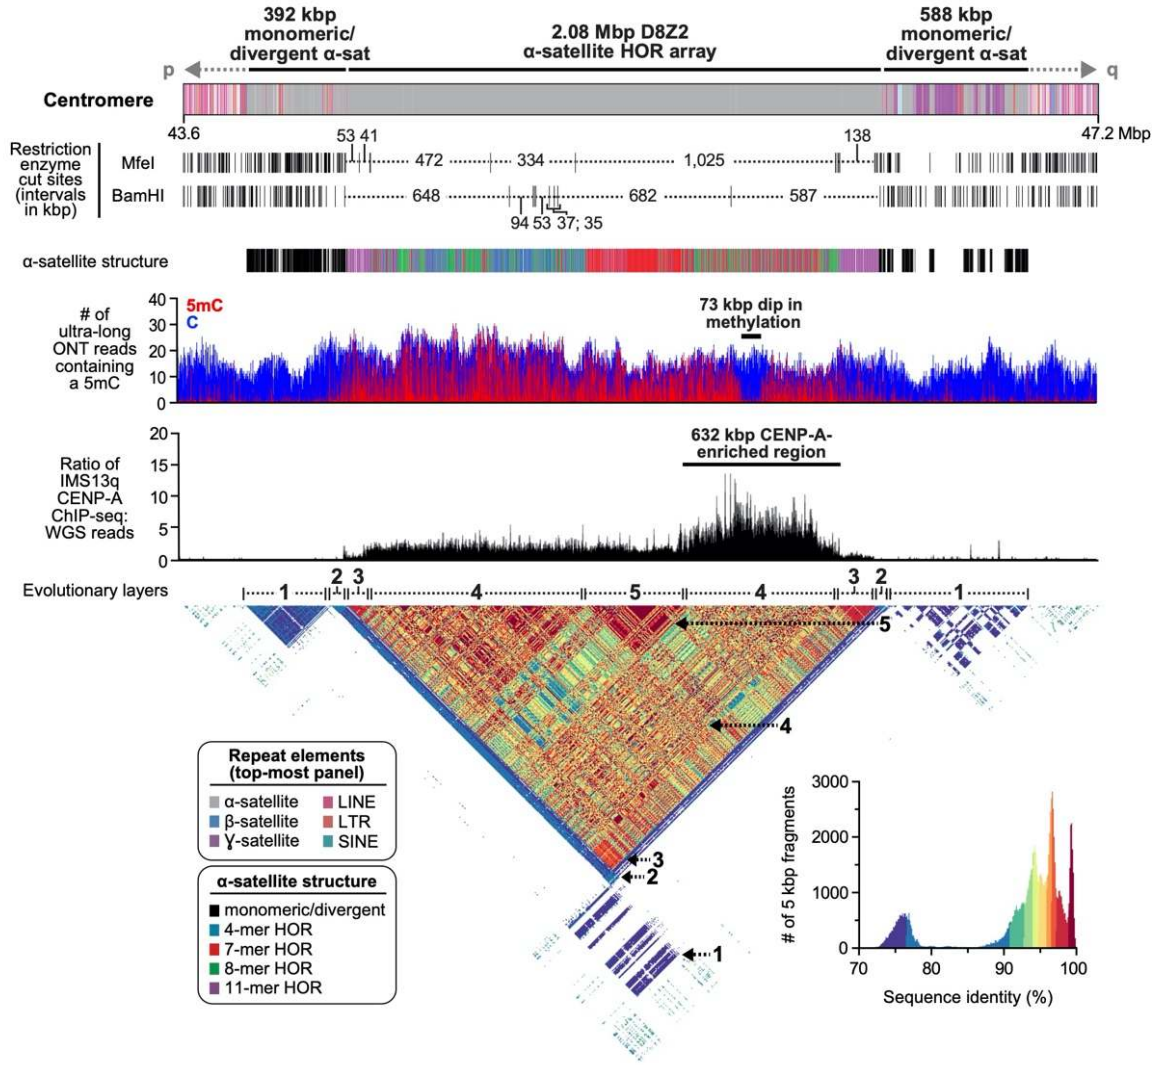 392 kbp
monomeric/
divergent α-sat
2.08 Mbp D8Z2
α-satellite HOR array
588 kbp
monomeric/
divergent α-sat
p
q
Centromere
43.6
47.2 Mbp
53 41
138
Restriction
enzyme
cut sites
(intervals
in kbp)
MfeI
472
334
1,025
BamHI
648
682
587
94 53 37; 35
α-satellite structure
# of
ultra-long
ONT reads
containing
a 5mC
40
30
20
10
0
5mC
C
73 kbp dip in
methylation
Ratio of
IMS13q
CENP-A
ChIP-seq:
WGS reads
20
15
10
5
0
632 kbp CENP-A-
enriched region
Evolutionary layers
1
2
3
4
5
4
3
2
1
5
4
3
2
1
Repeat elements
(top-most panel)
α-satellite
LINE
β-satellite
LTR
Ɣ-satellite
SINE
α-satellite structure
monomeric/divergent
4-mer HOR
7-mer HOR
8-mer HOR
11-mer HOR
# of 5 kbp fragments
3000
2000
1000
0
70
80
90
100
Sequence identity (%)